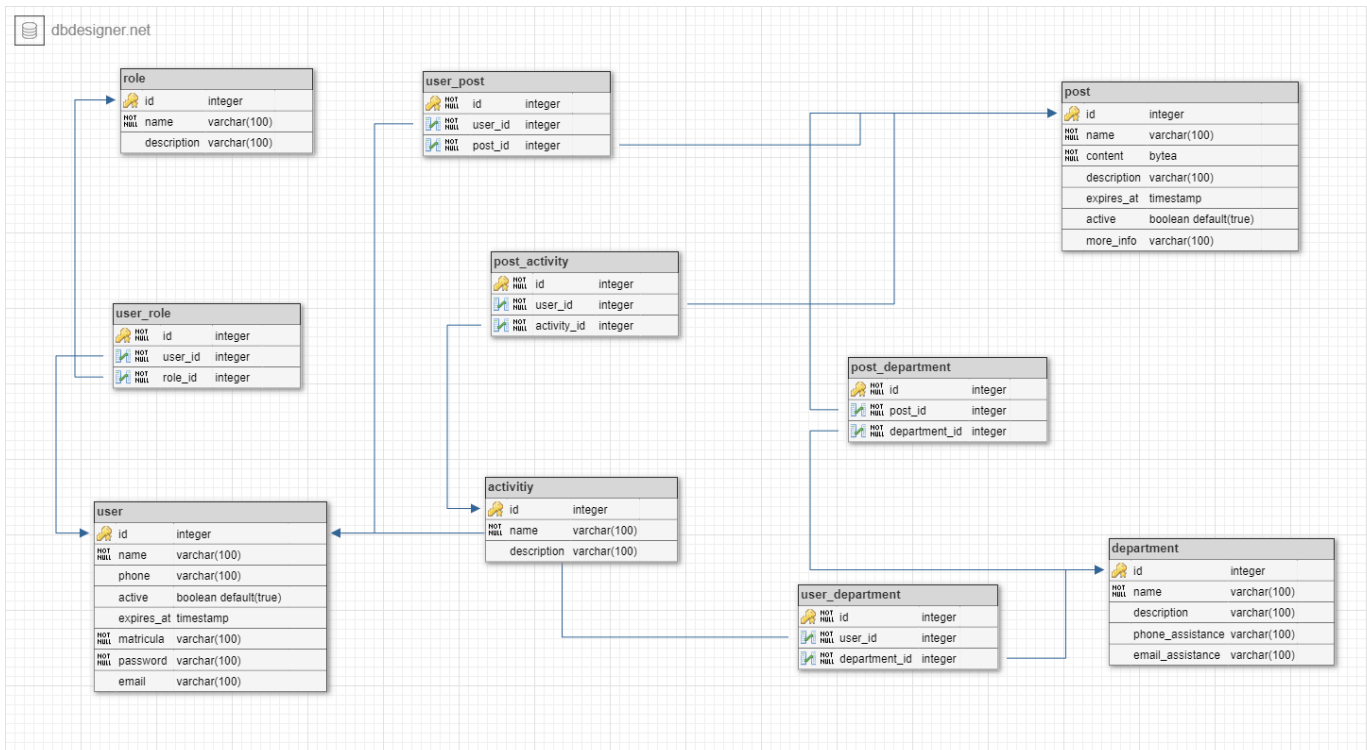 dbdesigner.net
role
id integer
NOT NULL name varchar(100)
description varchar(100)
user_post
NOT NULL id integer
NOT NULL user_id integer
NOT NULL post_id integer
post
id integer
NOT NULL name varchar(100)
NOT NULL content bytea
description varchar(100)
expires_at timestamp
active boolean default(true)
more_info varchar(100)
post_activity
NOT NULL id integer
NOT NULL user_id integer
NOT NULL activity_id integer
user_role
NOT NULL id integer
NOT NULL user_id integer
NOT NULL role_id integer
post_department
NOT NULL id integer
NOT NULL post_id integer
NOT NULL department_id integer
activitiy
id integer
NOT NULL name varchar(100)
description varchar(100)
user
id integer
NOT NULL name varchar(100)
phone varchar(100)
active boolean default(true)
expires_at timestamp
NOT NULL matricula varchar(100)
NOT NULL password varchar(100)
email varchar(100)
user_department
NOT NULL id integer
NOT NULL user_id integer
NOT NULL department_id integer
department
id integer
NOT NULL name varchar(100)
description varchar(100)
phone_assistance varchar(100)
email_assistance varchar(100)